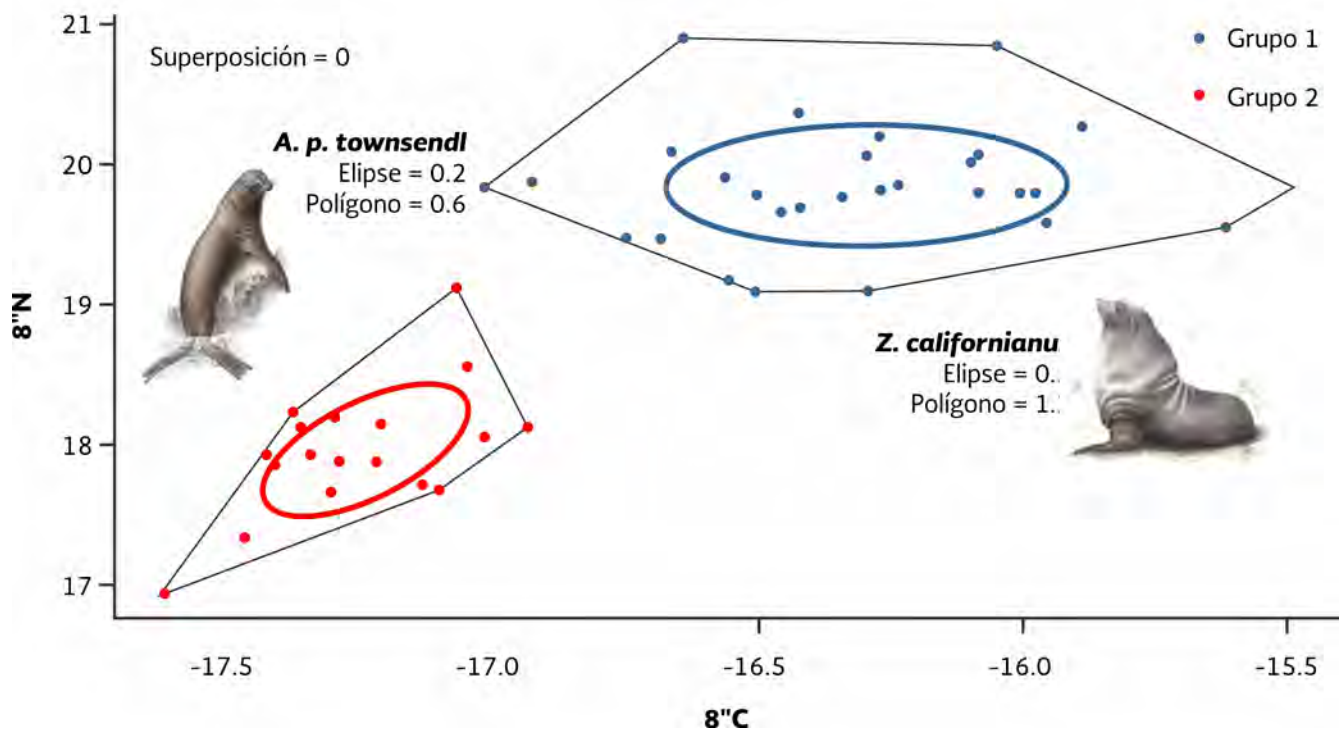 21
20
19
18
17
8"N
Superposición = 0
A. p. townsendl
Elipse = 0.2
Polígono = 0.6
Grupo 1
Grupo 2
Z. californianu
Elipse = 0.
Polígono = 1.
-17.5 -17.0 -16.5 -16.0 -15.5
8"C